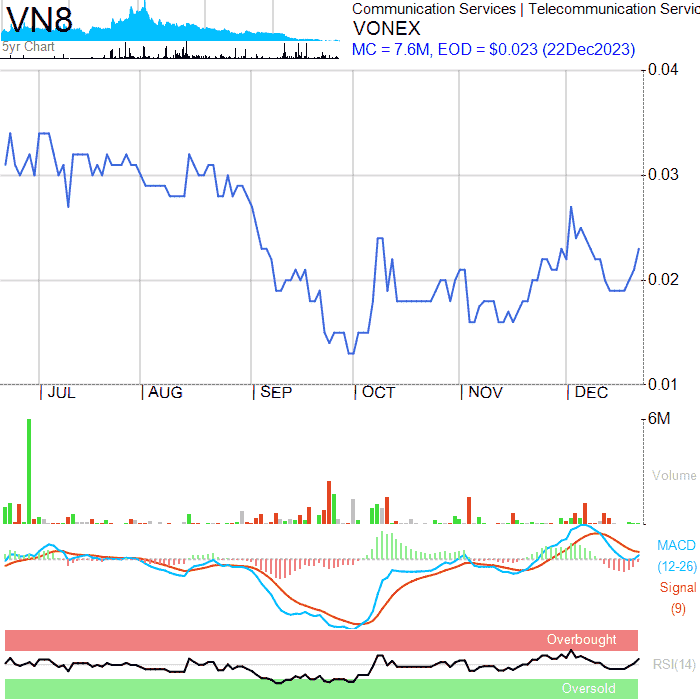 VN8
5yr Chart
Communication Services | Telecommunication Servic
VONEX
MC = 7.6M, EOD = $0.023 (22Dec2023)
0.04
0.03
0.02
0.01
JUL AUG SEP OCT NOV DEC
6M
Volume
MACD
(12-26)
Signal
(9)
Overbought
RSI(14)
Oversold